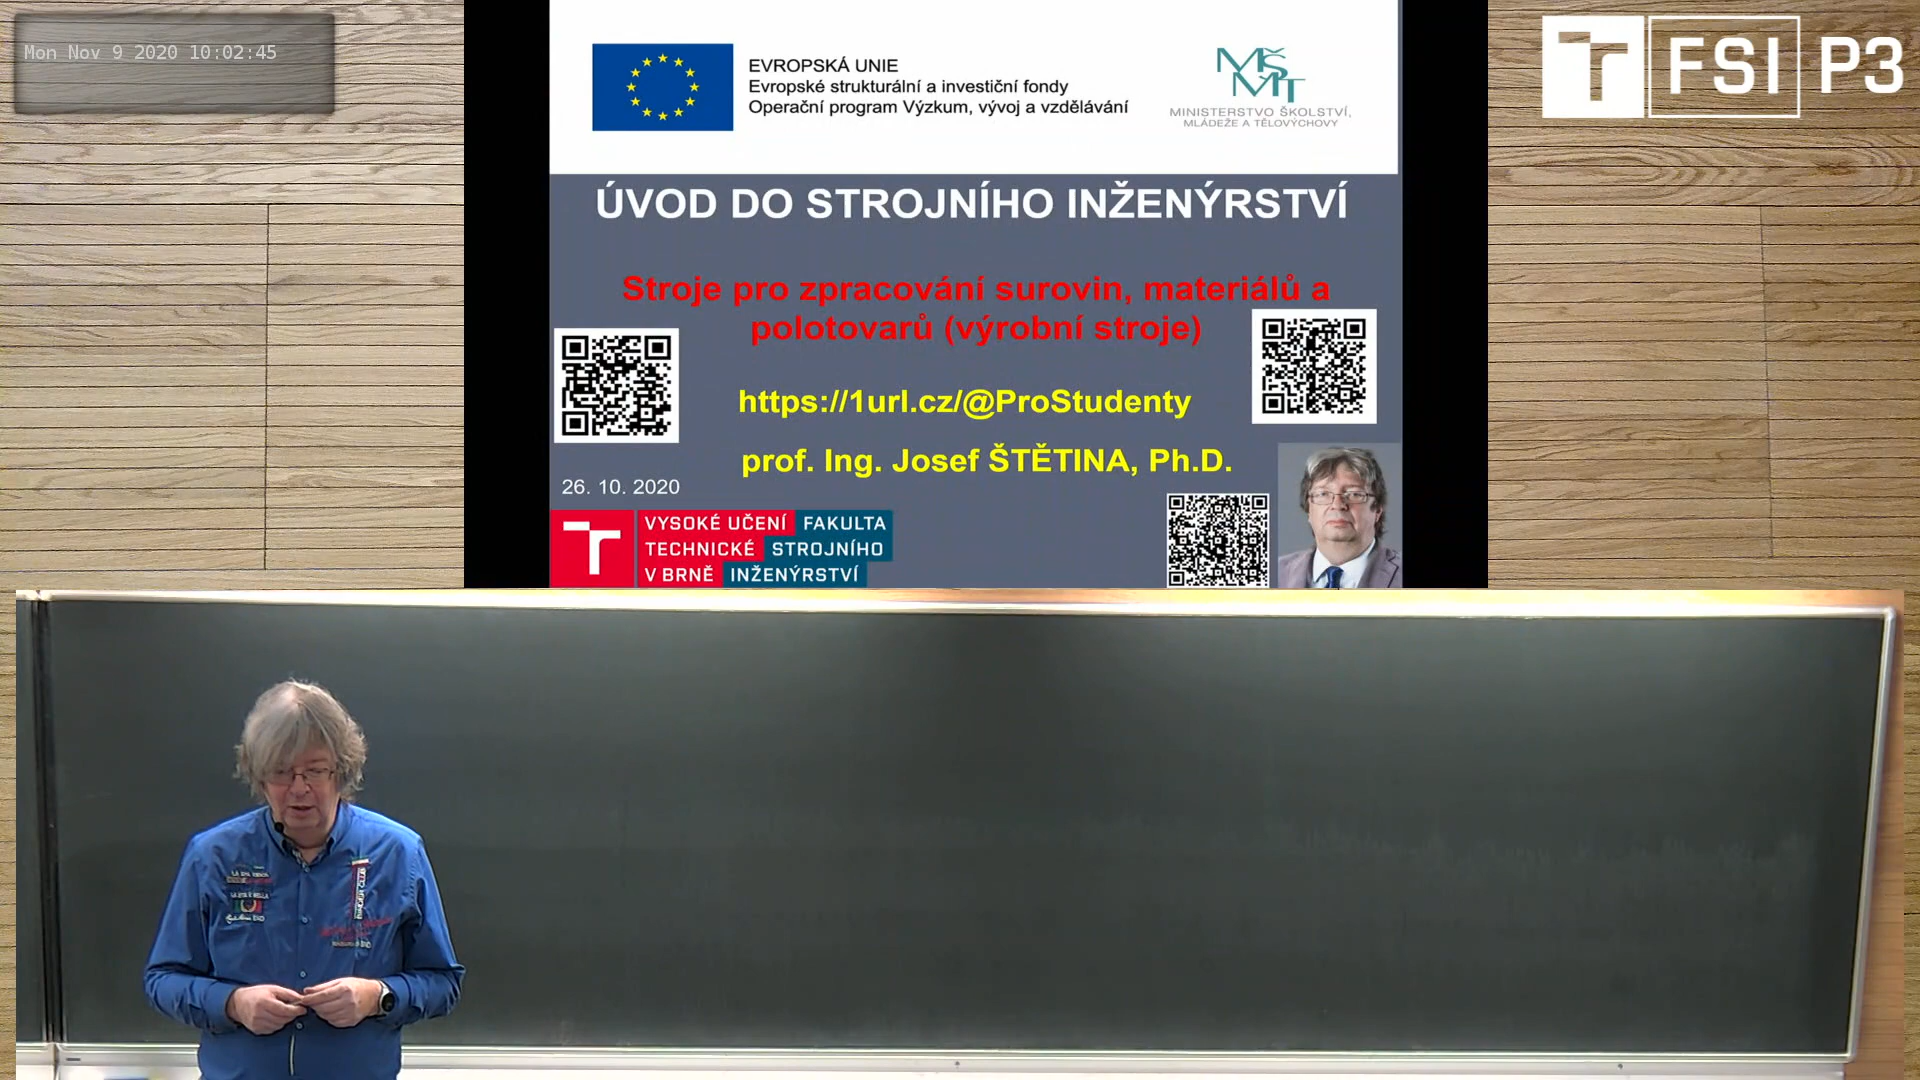 Mon Nov 9 2020 10:02:45
FSI P3
EVROPSKÁ UNIE
Evropské strukturální a investiční fondy
Operační program Výzkum, vývoj a vzdělávání
MŠMT
MINISTERSTVO ŠKOLSTVÍ,
MLÁDEŽE A TĚLOVÝCHOVY
ÚVOD DO STROJNÍHO INŽENÝRSTVÍ
Stroje pro zpracování surovin, materiálů a
polotovarů (výrobní stroje)
https://1url.cz/@ProStudenty
prof. Ing. Josef ŠTĚTINA, Ph.D.
26. 10. 2020
VYSOKÉ UČENÍ FAKULTA
TECHNICKÉ STROJNÍHO
V BRNĚ INŽENÝRSTVÍ